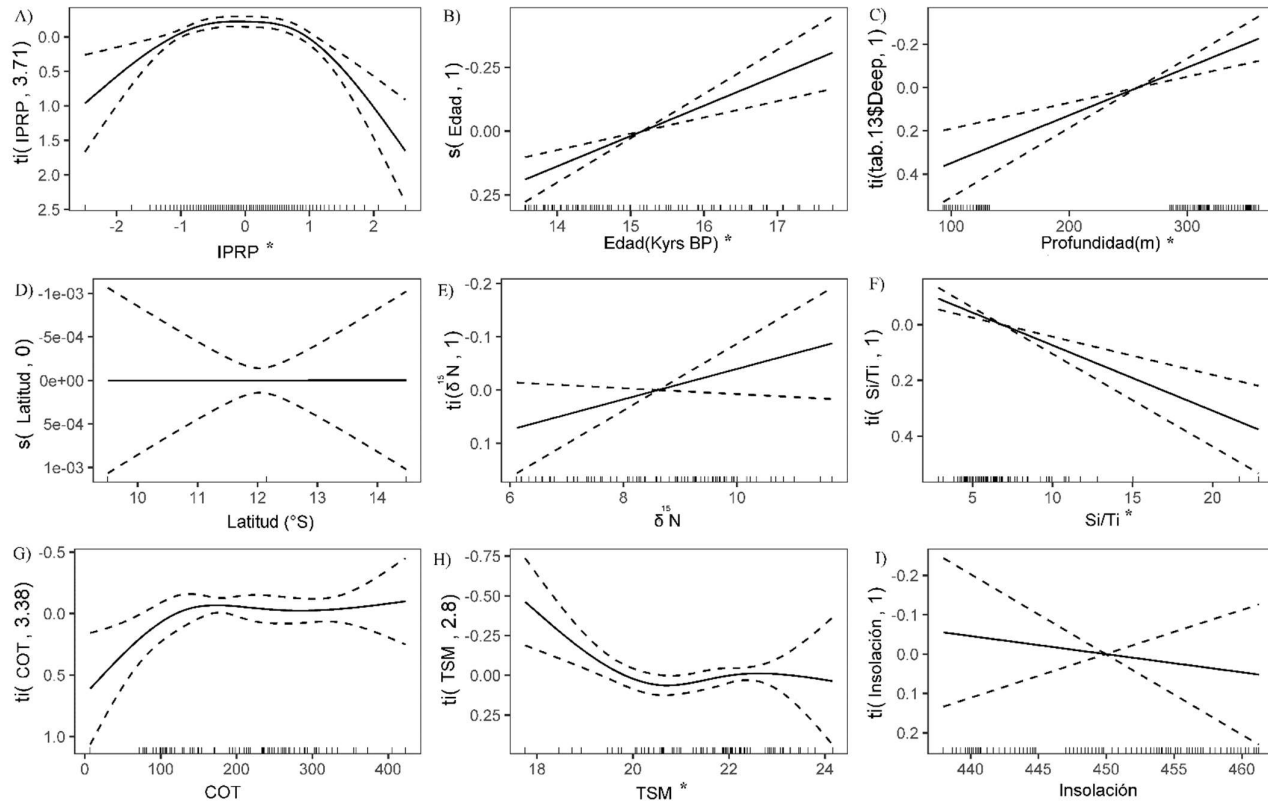 A)
ti( IPRP , 3.71)
0.0
0.5
1.0
1.5
2.0
2.5
-2
-1
0
1
2
IPRP *
B)
s( Edad , 1)
-0.25
0.00
0.25
14
15
16
17
Edad(Kyrs BP) *
C)
ti(tab.13$Deep, 1)
-0.2
0.0
0.2
0.4
100
200
300
Profundidad(m) *
D)
s( Latitud , 0)
-1e-03
-5e-04
0e+00
5e-04
1e-03
10
11
12
13
14
Latitud (°S)
E)
ti( δ¹⁵N , 1)
-0.2
-0.1
0.0
0.1
6
8
10
δ¹⁵N
F)
ti( Si/Ti , 1)
0.0
0.2
0.4
5
10
15
20
Si/Ti *
G)
ti( COT , 3.38)
-0.5
0.0
0.5
1.0
0
100
200
300
400
COT
H)
ti( TSM , 2.8)
-0.75
-0.50
-0.25
0.00
0.25
18
20
22
24
TSM *
I)
ti( Insolación , 1)
-0.2
-0.1
0.0
0.1
0.2
440
445
450
455
460
Insolación